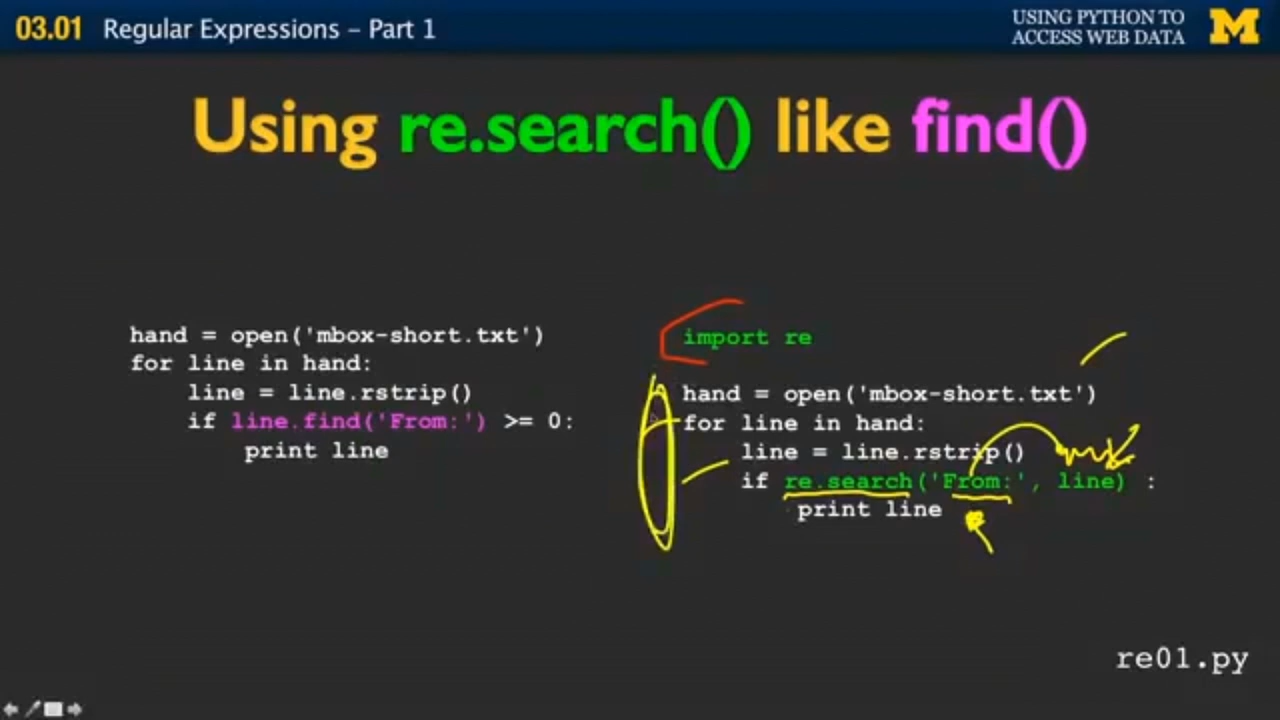 03.01 Regular Expressions – Part 1
USING PYTHON TO
ACCESS WEB DATA
M
Using re.search() like find()
hand = open('mbox-short.txt')
for line in hand:
    line = line.rstrip()
    if line.find('From:') >= 0:
        print line
import re
hand = open('mbox-short.txt')
for line in hand:
    line = line.rstrip()
    if re.search('From:', line) :
        print line
re01.py